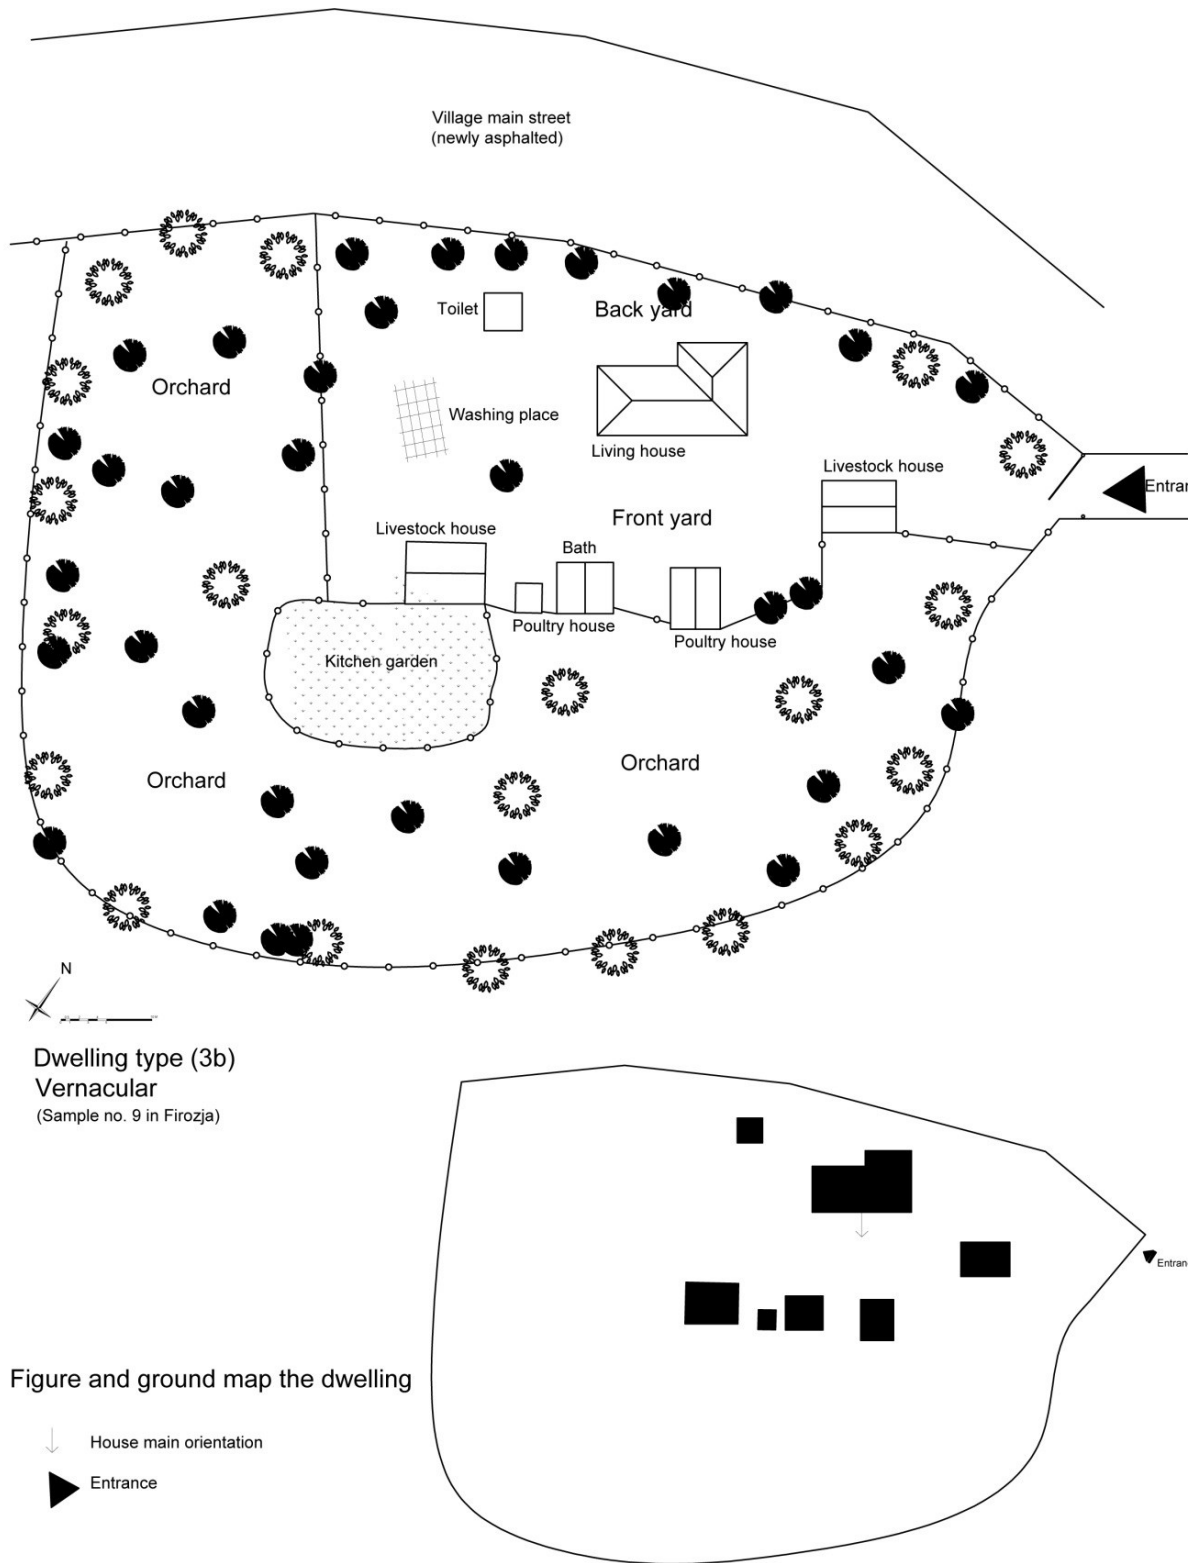 Village main street
(newly asphalted)
Toilet
Back yard
Orchard
Washing place
Living house
Livestock house
Entran
Front yard
Livestock house
Bath
Poultry house
Poultry house
Kitchen garden
Orchard
Orchard
N
Dwelling type (3b)
Vernacular
(Sample no. 9 in Firozja)
Entranc
Figure and ground map the dwelling
House main orientation
Entrance